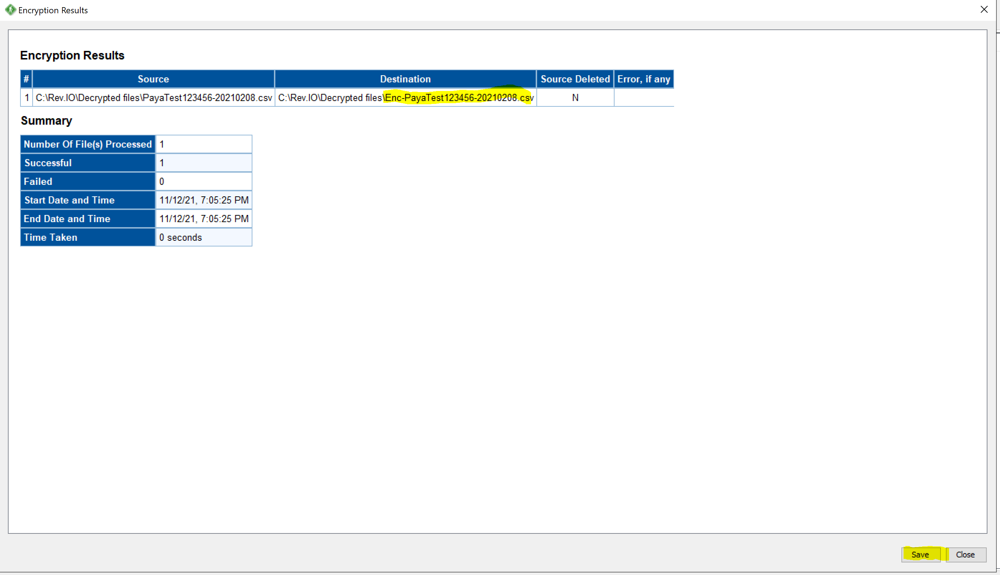 Encryption Results
Encryption Results
# Source Destination Source Deleted Error, if any
1 C:\Rev.IO\Decrypted files\PayaTest123456-20210208.csv C:\Rev.IO\Decrypted files\Enc-PayaTest123456-20210208.csv N
Summary
Number Of File(s) Processed 1
Successful 1
Failed 0
Start Date and Time 11/12/21, 7:05:25 PM
End Date and Time 11/12/21, 7:05:25 PM
Time Taken 0 seconds
Save Close